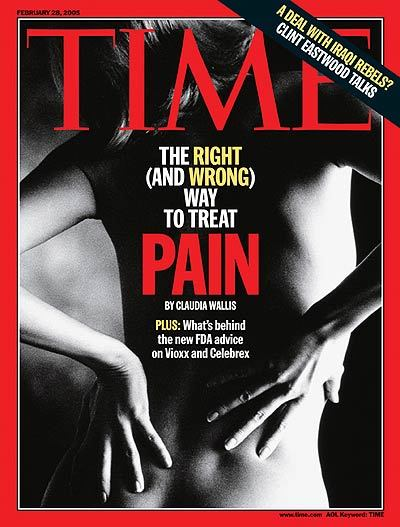 FEBRUARY 28, 2005
A DEAL WITH IRAQI REBELS?
CLINT EASTWOOD TALKS
TIME
THE RIGHT
(AND WRONG)
WAY
TO TREAT
PAIN
BY CLAUDIA WALLIS
PLUS: What's behind
the new FDA advice
on Vioxx and Celebrex
www.time.com AOL Keyword: TIME